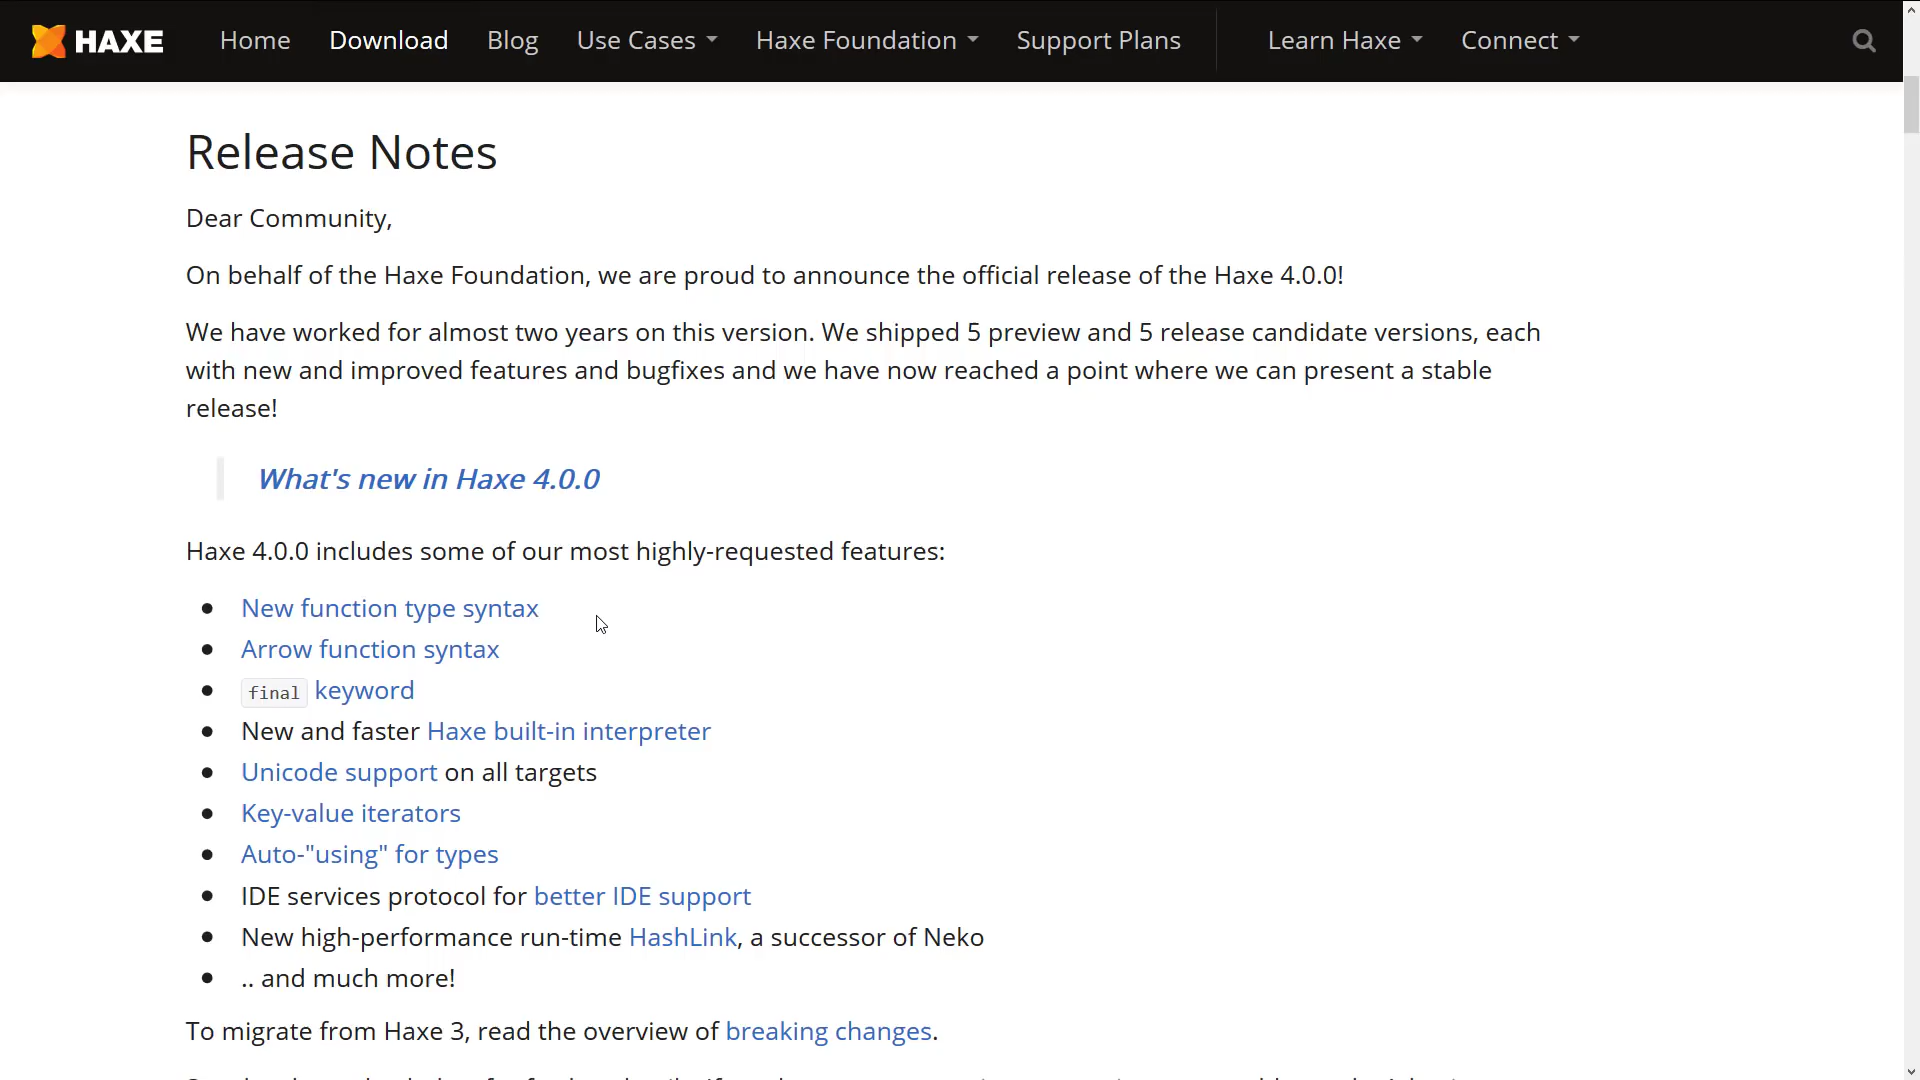 HAXE Home Download Blog Use Cases Haxe Foundation Support Plans Learn Haxe Connect
Release Notes
Dear Community,
On behalf of the Haxe Foundation, we are proud to announce the official release of the Haxe 4.0.0!
We have worked for almost two years on this version. We shipped 5 preview and 5 release candidate versions, each
with new and improved features and bugfixes and we have now reached a point where we can present a stable
release!
What's new in Haxe 4.0.0
Haxe 4.0.0 includes some of our most highly-requested features:
New function type syntax
Arrow function syntax
final keyword
New and faster Haxe built-in interpreter
Unicode support on all targets
Key-value iterators
Auto-"using" for types
IDE services protocol for better IDE support
New high-performance run-time HashLink, a successor of Neko
.. and much more!
To migrate from Haxe 3, read the overview of breaking changes.